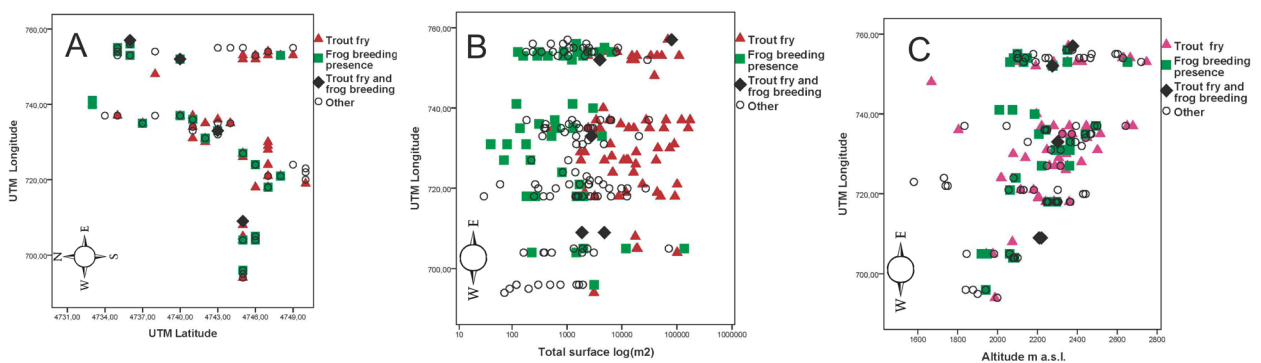 A
UTM Longitude
760,00
740,00
720,00
700,00
4731,00 4734,00 4737,00 4740,00 4743,00 4746,00 4749,00
UTM Latitude
N
E
S
W
Trout fry
Frog breeding
presence
Trout fry and
frog breeding
Other
B
UTM Longitude
760,00
740,00
720,00
700,00
10 100 1000 10000 100000 1000000
Total surface log(m2)
E
W
Trout fry
Frog breeding
presence
Trout fry and
frog breeding
Other
C
UTM Longitude
760,00
740,00
720,00
700,00
1600 1800 2000 2200 2400 2600 2800
Altitude m a.s.l.
E
W
Trout fry
Frog breeding
presence
Trout fry and
frog breeding
Other